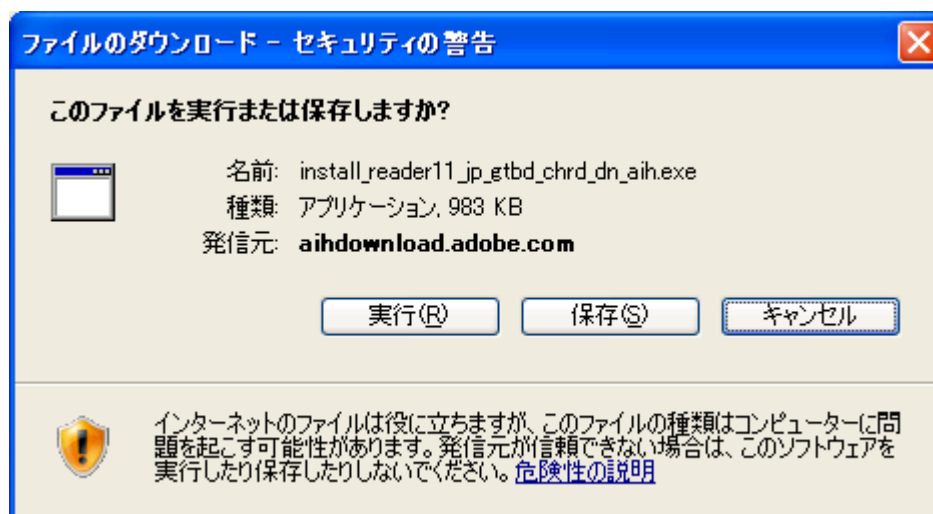 ファイルのダウンロード - セキュリティの警告
このファイルを実行または保存しますか?
名前: install_reader11_jp_gtbd_chrd_dn_aih.exe
種類: アプリケーション, 983 KB
発信元: aihdownload.adobe.com
実行(R) 保存(S) キャンセル
インターネットのファイルは役に立ちますが、このファイルの種類はコンピューターに問
題を起こす可能性があります。発信元が信頼できない場合は、このソフトウェアを
実行したり保存したりしないでください。危険性の説明